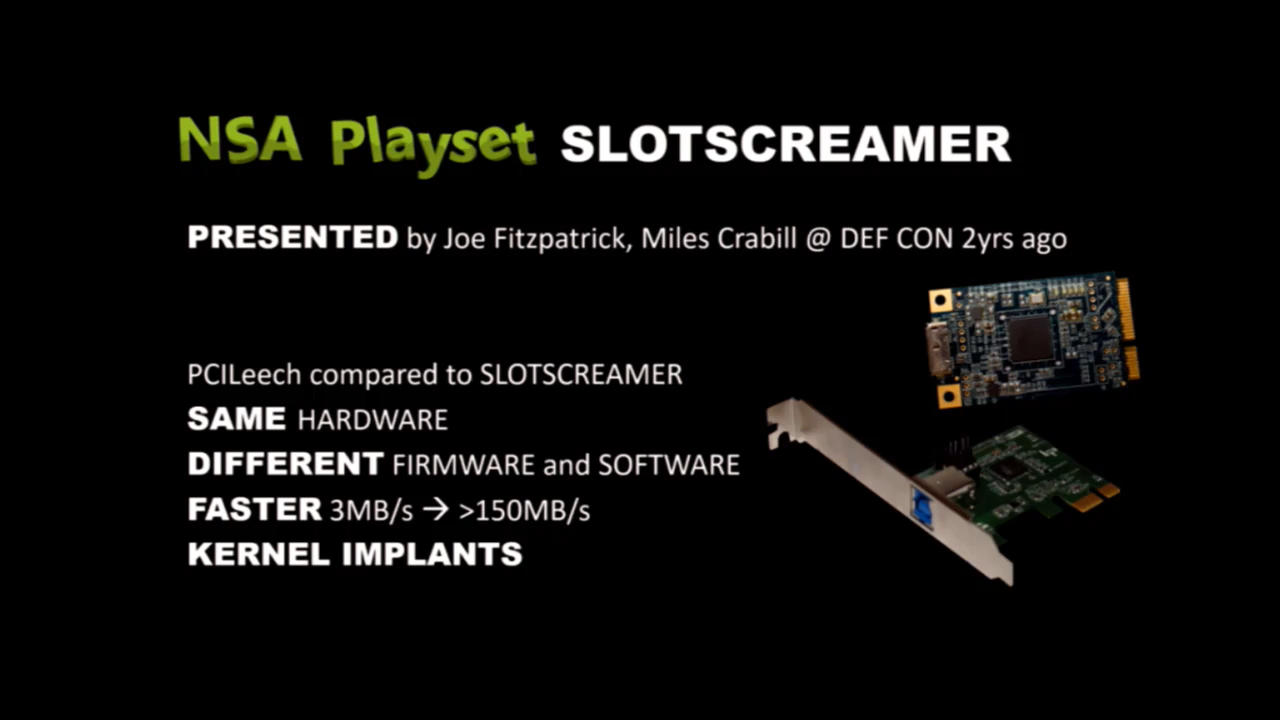 NSA Playset SLOTSCREAMER
PRESENTED by Joe Fitzpatrick, Miles Crabill @ DEF CON 2yrs ago
PCILeech compared to SLOTSCREAMER
SAME HARDWARE
DIFFERENT FIRMWARE and SOFTWARE
FASTER 3MB/s → >150MB/s
KERNEL IMPLANTS